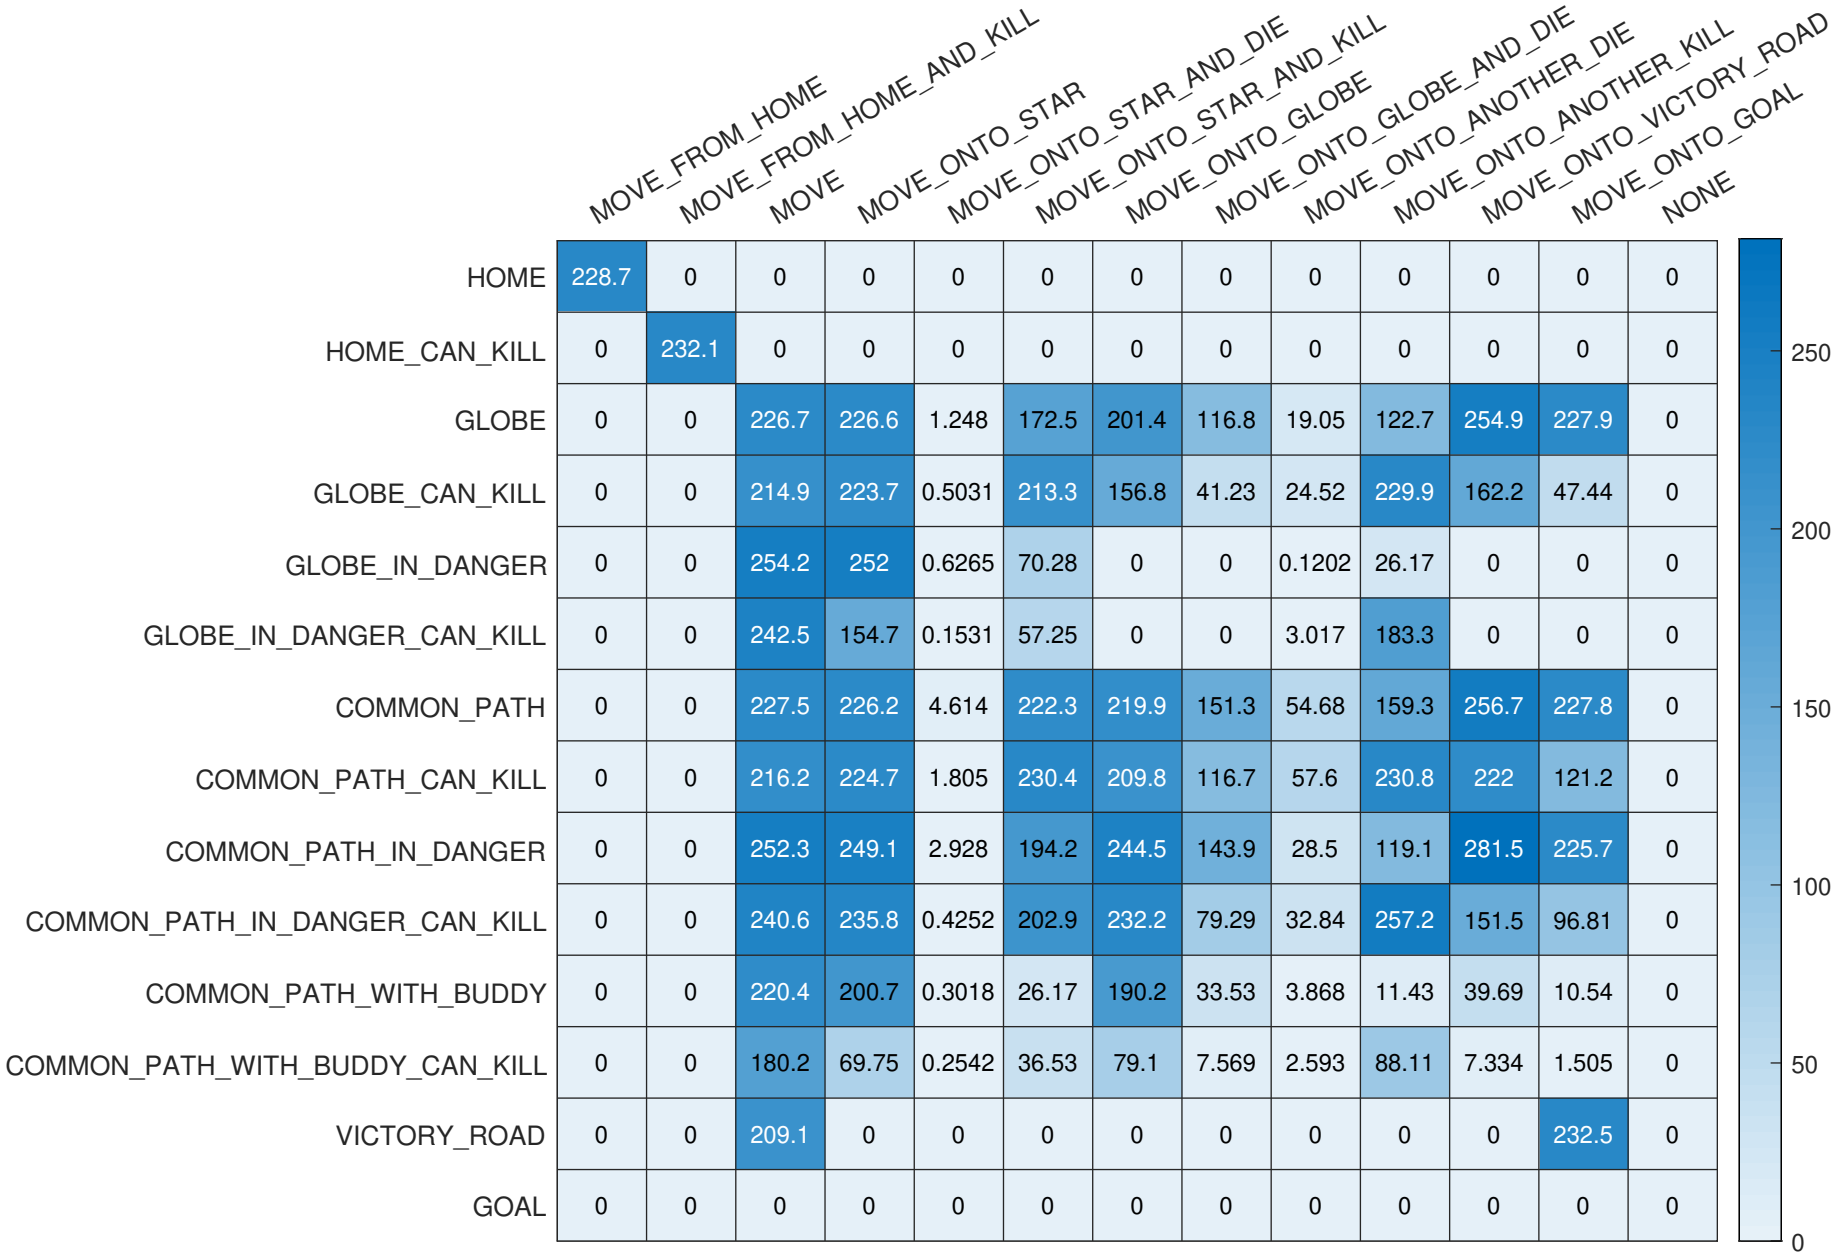 MOVE_FROM_HOME
MOVE_FROM_HOME_AND_KILL
MOVE
MOVE_ONTO_STAR
MOVE_ONTO_STAR_AND_DIE
MOVE_ONTO_STAR_AND_KILL
MOVE_ONTO_GLOBE
MOVE_ONTO_GLOBE_AND_DIE
MOVE_ONTO_ANOTHER_DIE
MOVE_ONTO_ANOTHER_KILL
MOVE_ONTO_VICTORY_ROAD
MOVE_ONTO_GOAL
NONE
HOME 228.7 0 0 0 0 0 0 0 0 0 0 0 0
HOME_CAN_KILL 0 232.1 0 0 0 0 0 0 0 0 0 0 0
GLOBE 0 0 226.7 226.6 1.248 172.5 201.4 116.8 19.05 122.7 254.9 227.9 0
GLOBE_CAN_KILL 0 0 214.9 223.7 0.5031 213.3 156.8 41.23 24.52 229.9 162.2 47.44 0
GLOBE_IN_DANGER 0 0 254.2 252 0.6265 70.28 0 0 0.1202 26.17 0 0 0
GLOBE_IN_DANGER_CAN_KILL 0 0 242.5 154.7 0.1531 57.25 0 0 3.017 183.3 0 0 0
COMMON_PATH 0 0 227.5 226.2 4.614 222.3 219.9 151.3 54.68 159.3 256.7 227.8 0
COMMON_PATH_CAN_KILL 0 0 216.2 224.7 1.805 230.4 209.8 116.7 57.6 230.8 222 121.2 0
COMMON_PATH_IN_DANGER 0 0 252.3 249.1 2.928 194.2 244.5 143.9 28.5 119.1 281.5 225.7 0
COMMON_PATH_IN_DANGER_CAN_KILL 0 0 240.6 235.8 0.4252 202.9 232.2 79.29 32.84 257.2 151.5 96.81 0
COMMON_PATH_WITH_BUDDY 0 0 220.4 200.7 0.3018 26.17 190.2 33.53 3.868 11.43 39.69 10.54 0
COMMON_PATH_WITH_BUDDY_CAN_KILL 0 0 180.2 69.75 0.2542 36.53 79.1 7.569 2.593 88.11 7.334 1.505 0
VICTORY_ROAD 0 0 209.1 0 0 0 0 0 0 0 0 232.5 0
GOAL 0 0 0 0 0 0 0 0 0 0 0 0 0
250
200
150
100
50
0